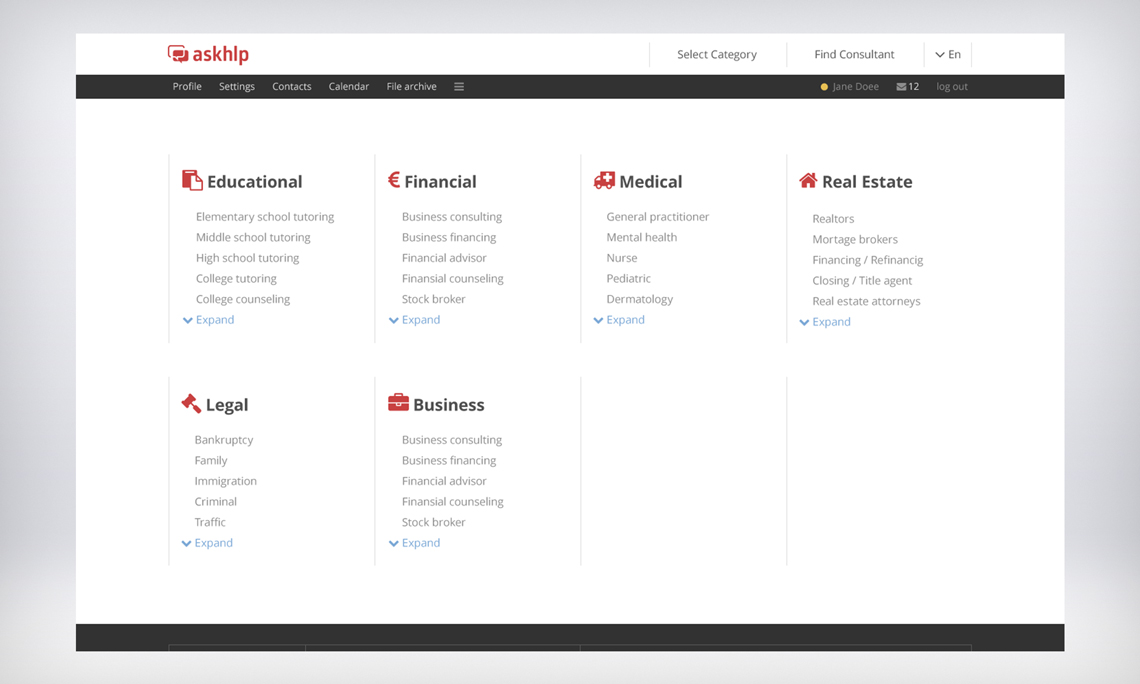 askhlp
Select Category
Find Consultant
En
Profile
Settings
Contacts
Calendar
File archive
Jane Doee
12
log out
Educational
Elementary school tutoring
Middle school tutoring
High school tutoring
College tutoring
College counseling
Expand
€ Financial
Business consulting
Business financing
Financial advisor
Finansial counseling
Stock broker
Expand
Medical
General practitioner
Mental health
Nurse
Pediatric
Dermatology
Expand
Real Estate
Realtors
Mortage brokers
Financing / Refinancig
Closing / Title agent
Real estate attorneys
Expand
Legal
Bankruptcy
Family
Immigration
Criminal
Traffic
Expand
Business
Business consulting
Business financing
Financial advisor
Finansial counseling
Stock broker
Expand